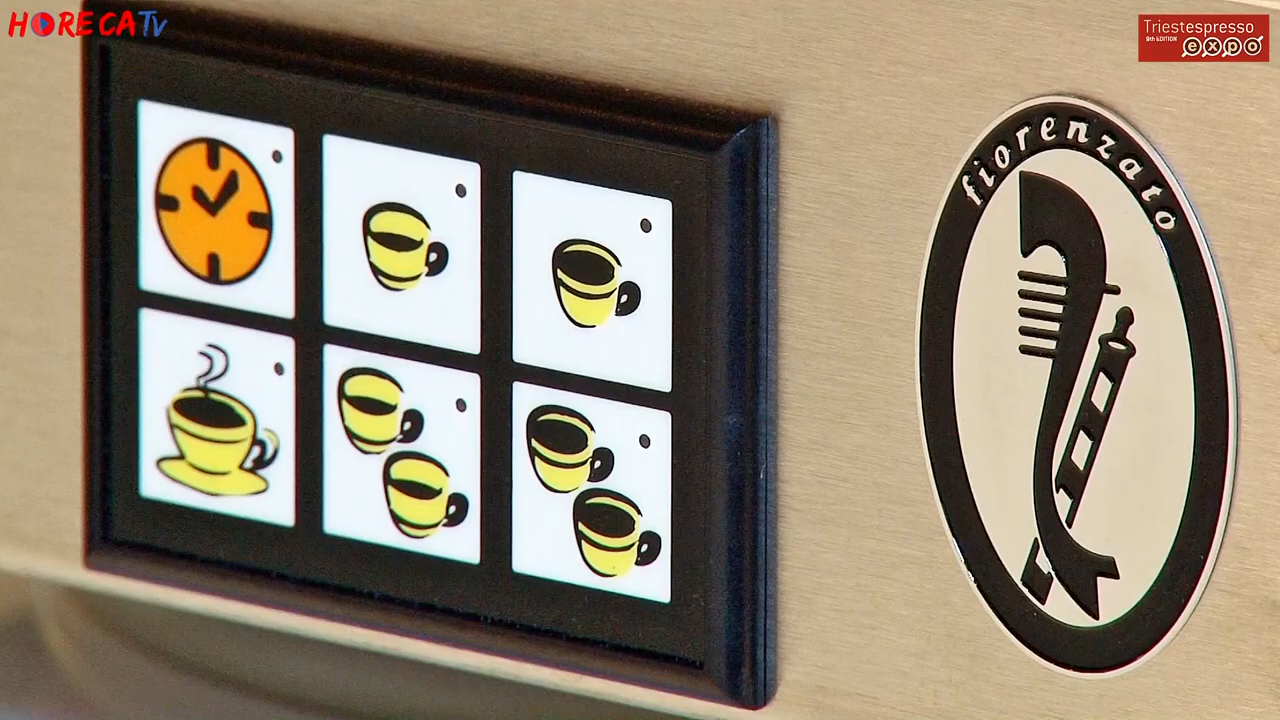 HORECATv
Triestespresso
9th EDITION
expo
fiorenzato